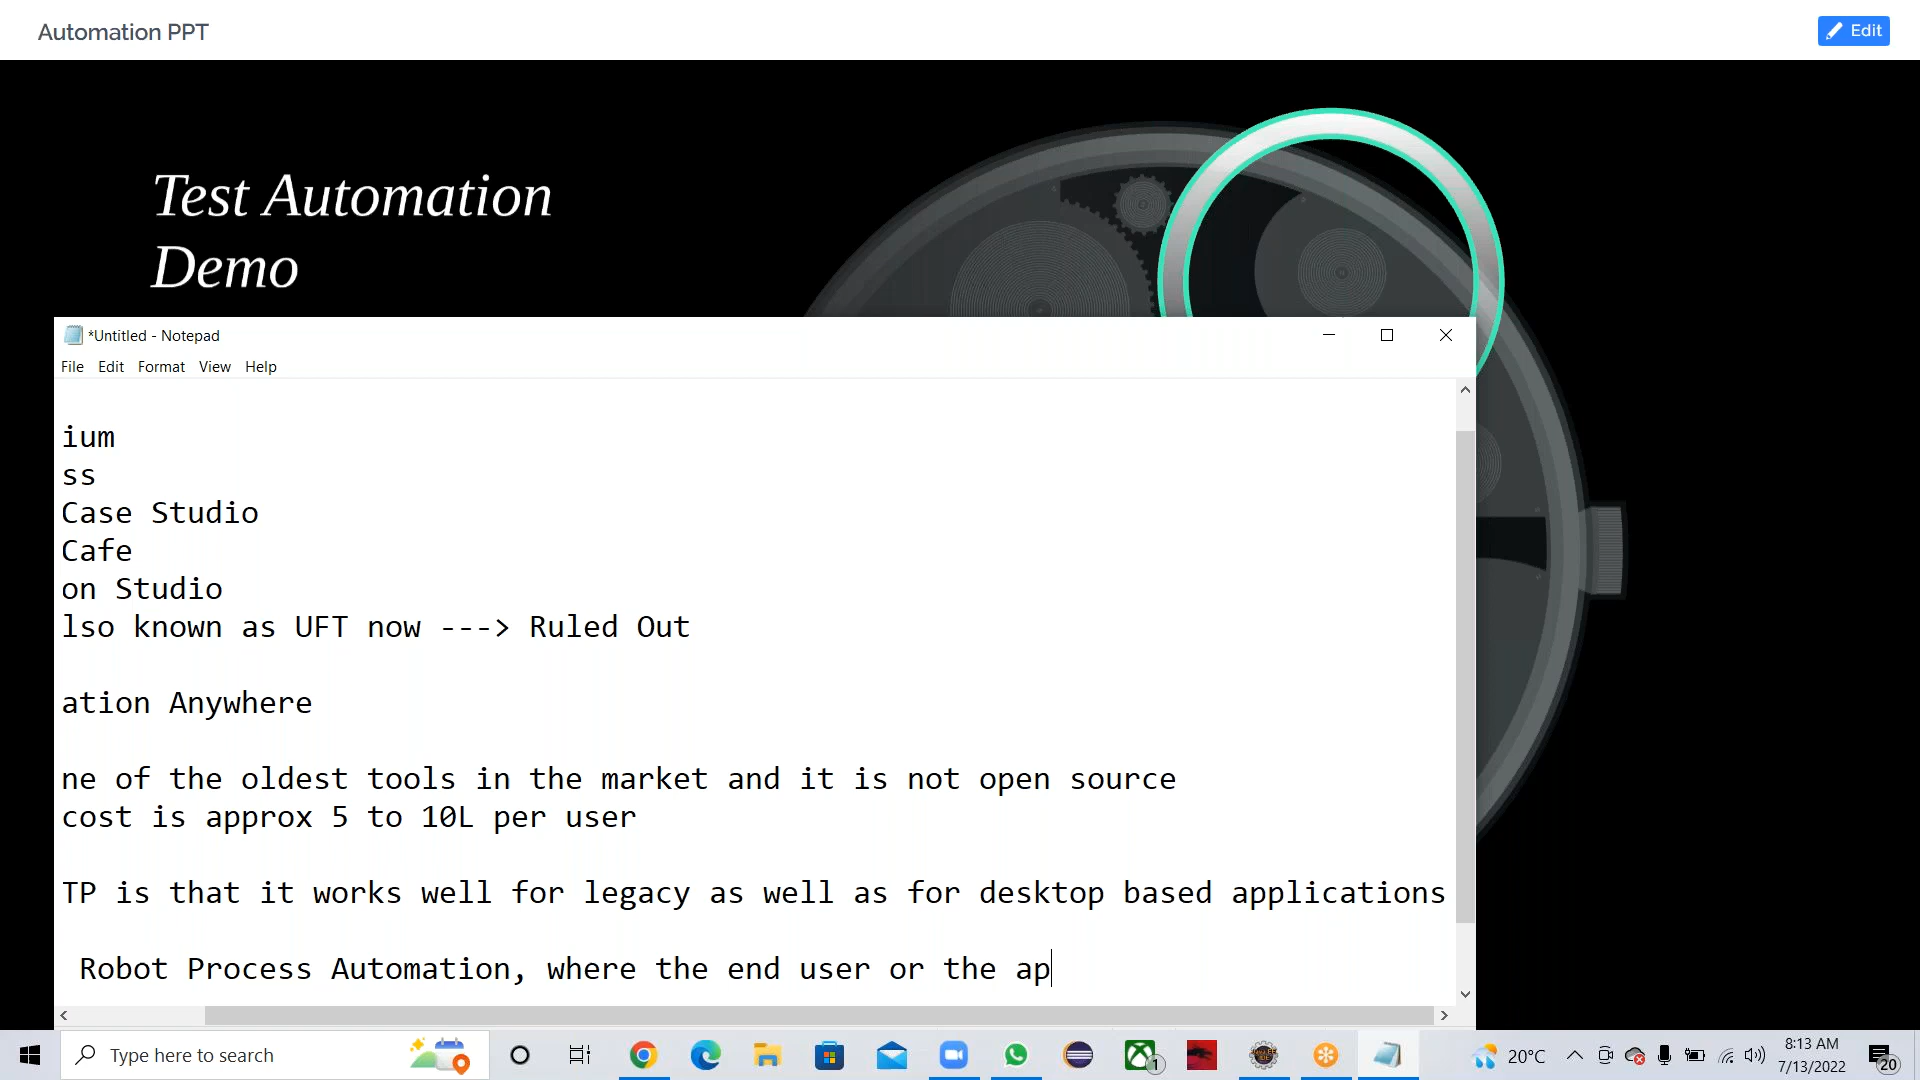 Automation PPT
Edit
Test Automation
Demo
*Untitled - Notepad
File Edit Format View Help
ium
ss
Case Studio
Cafe
on Studio
lso known as UFT now ---> Ruled Out
ation Anywhere
ne of the oldest tools in the market and it is not open source
cost is approx 5 to 10L per user
TP is that it works well for legacy as well as for desktop based applications
Robot Process Automation, where the end user or the ap
Type here to search
1
20°C
8:13 AM
7/13/2022
20